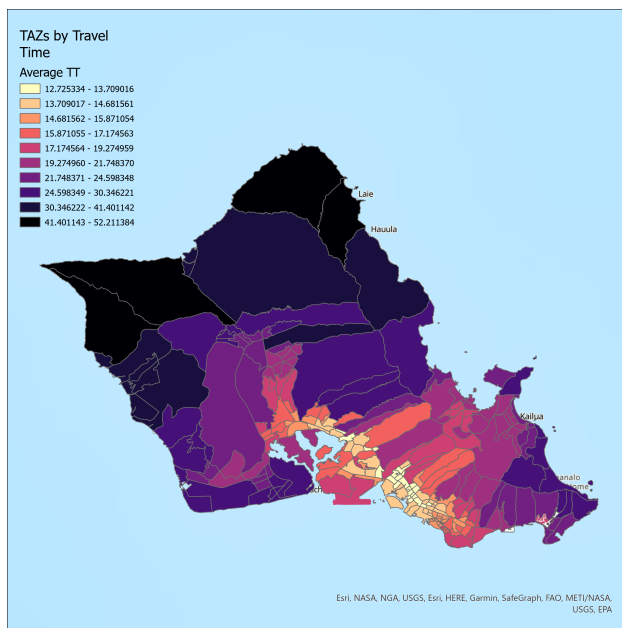 TAZs by Travel
Time
Average TT
12.725334 - 13.709016
13.709017 - 14.681561
14.681562 - 15.871054
15.871055 - 17.174563
17.174564 - 19.274959
19.274960 - 21.748370
21.748371 - 24.598348
24.598349 - 30.346221
30.346222 - 41.401142
41.401143 - 52.211384
Laie
Hauula
Kailua
Esri, NASA, NGA, USGS, Esri, HERE, Garmin, SafeGraph, FAO, METI/NASA,
USGS, EPA